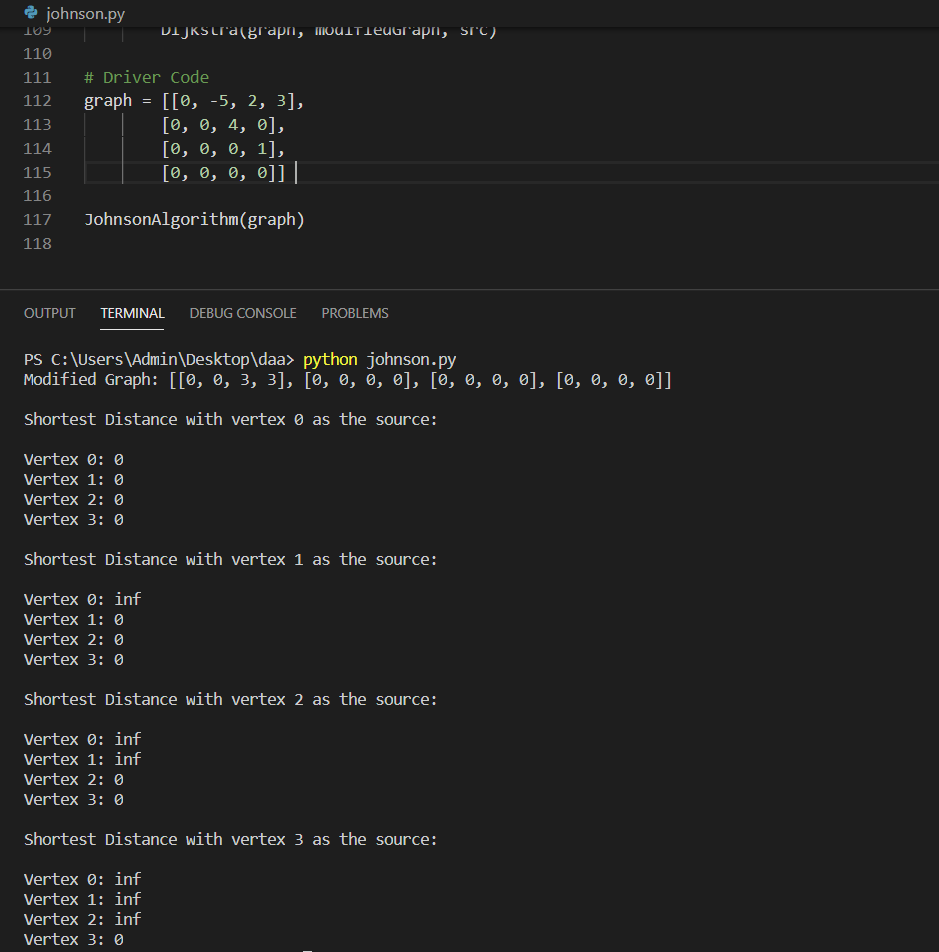 johnson.py
109 Dijkstra(graph, modifiedGraph, src)
110
111 # Driver Code
112 graph = [[0, -5, 2, 3],
113 [0, 0, 4, 0],
114 [0, 0, 0, 1],
115 [0, 0, 0, 0]]
116
117 JohnsonAlgorithm(graph)
118
OUTPUT TERMINAL DEBUG CONSOLE PROBLEMS
PS C:\Users\Admin\Desktop\daa> python johnson.py
Modified Graph: [[0, 0, 3, 3], [0, 0, 0, 0], [0, 0, 0, 0], [0, 0, 0, 0]]
Shortest Distance with vertex 0 as the source:
Vertex 0: 0
Vertex 1: 0
Vertex 2: 0
Vertex 3: 0
Shortest Distance with vertex 1 as the source:
Vertex 0: inf
Vertex 1: 0
Vertex 2: 0
Vertex 3: 0
Shortest Distance with vertex 2 as the source:
Vertex 0: inf
Vertex 1: inf
Vertex 2: 0
Vertex 3: 0
Shortest Distance with vertex 3 as the source:
Vertex 0: inf
Vertex 1: inf
Vertex 2: inf
Vertex 3: 0